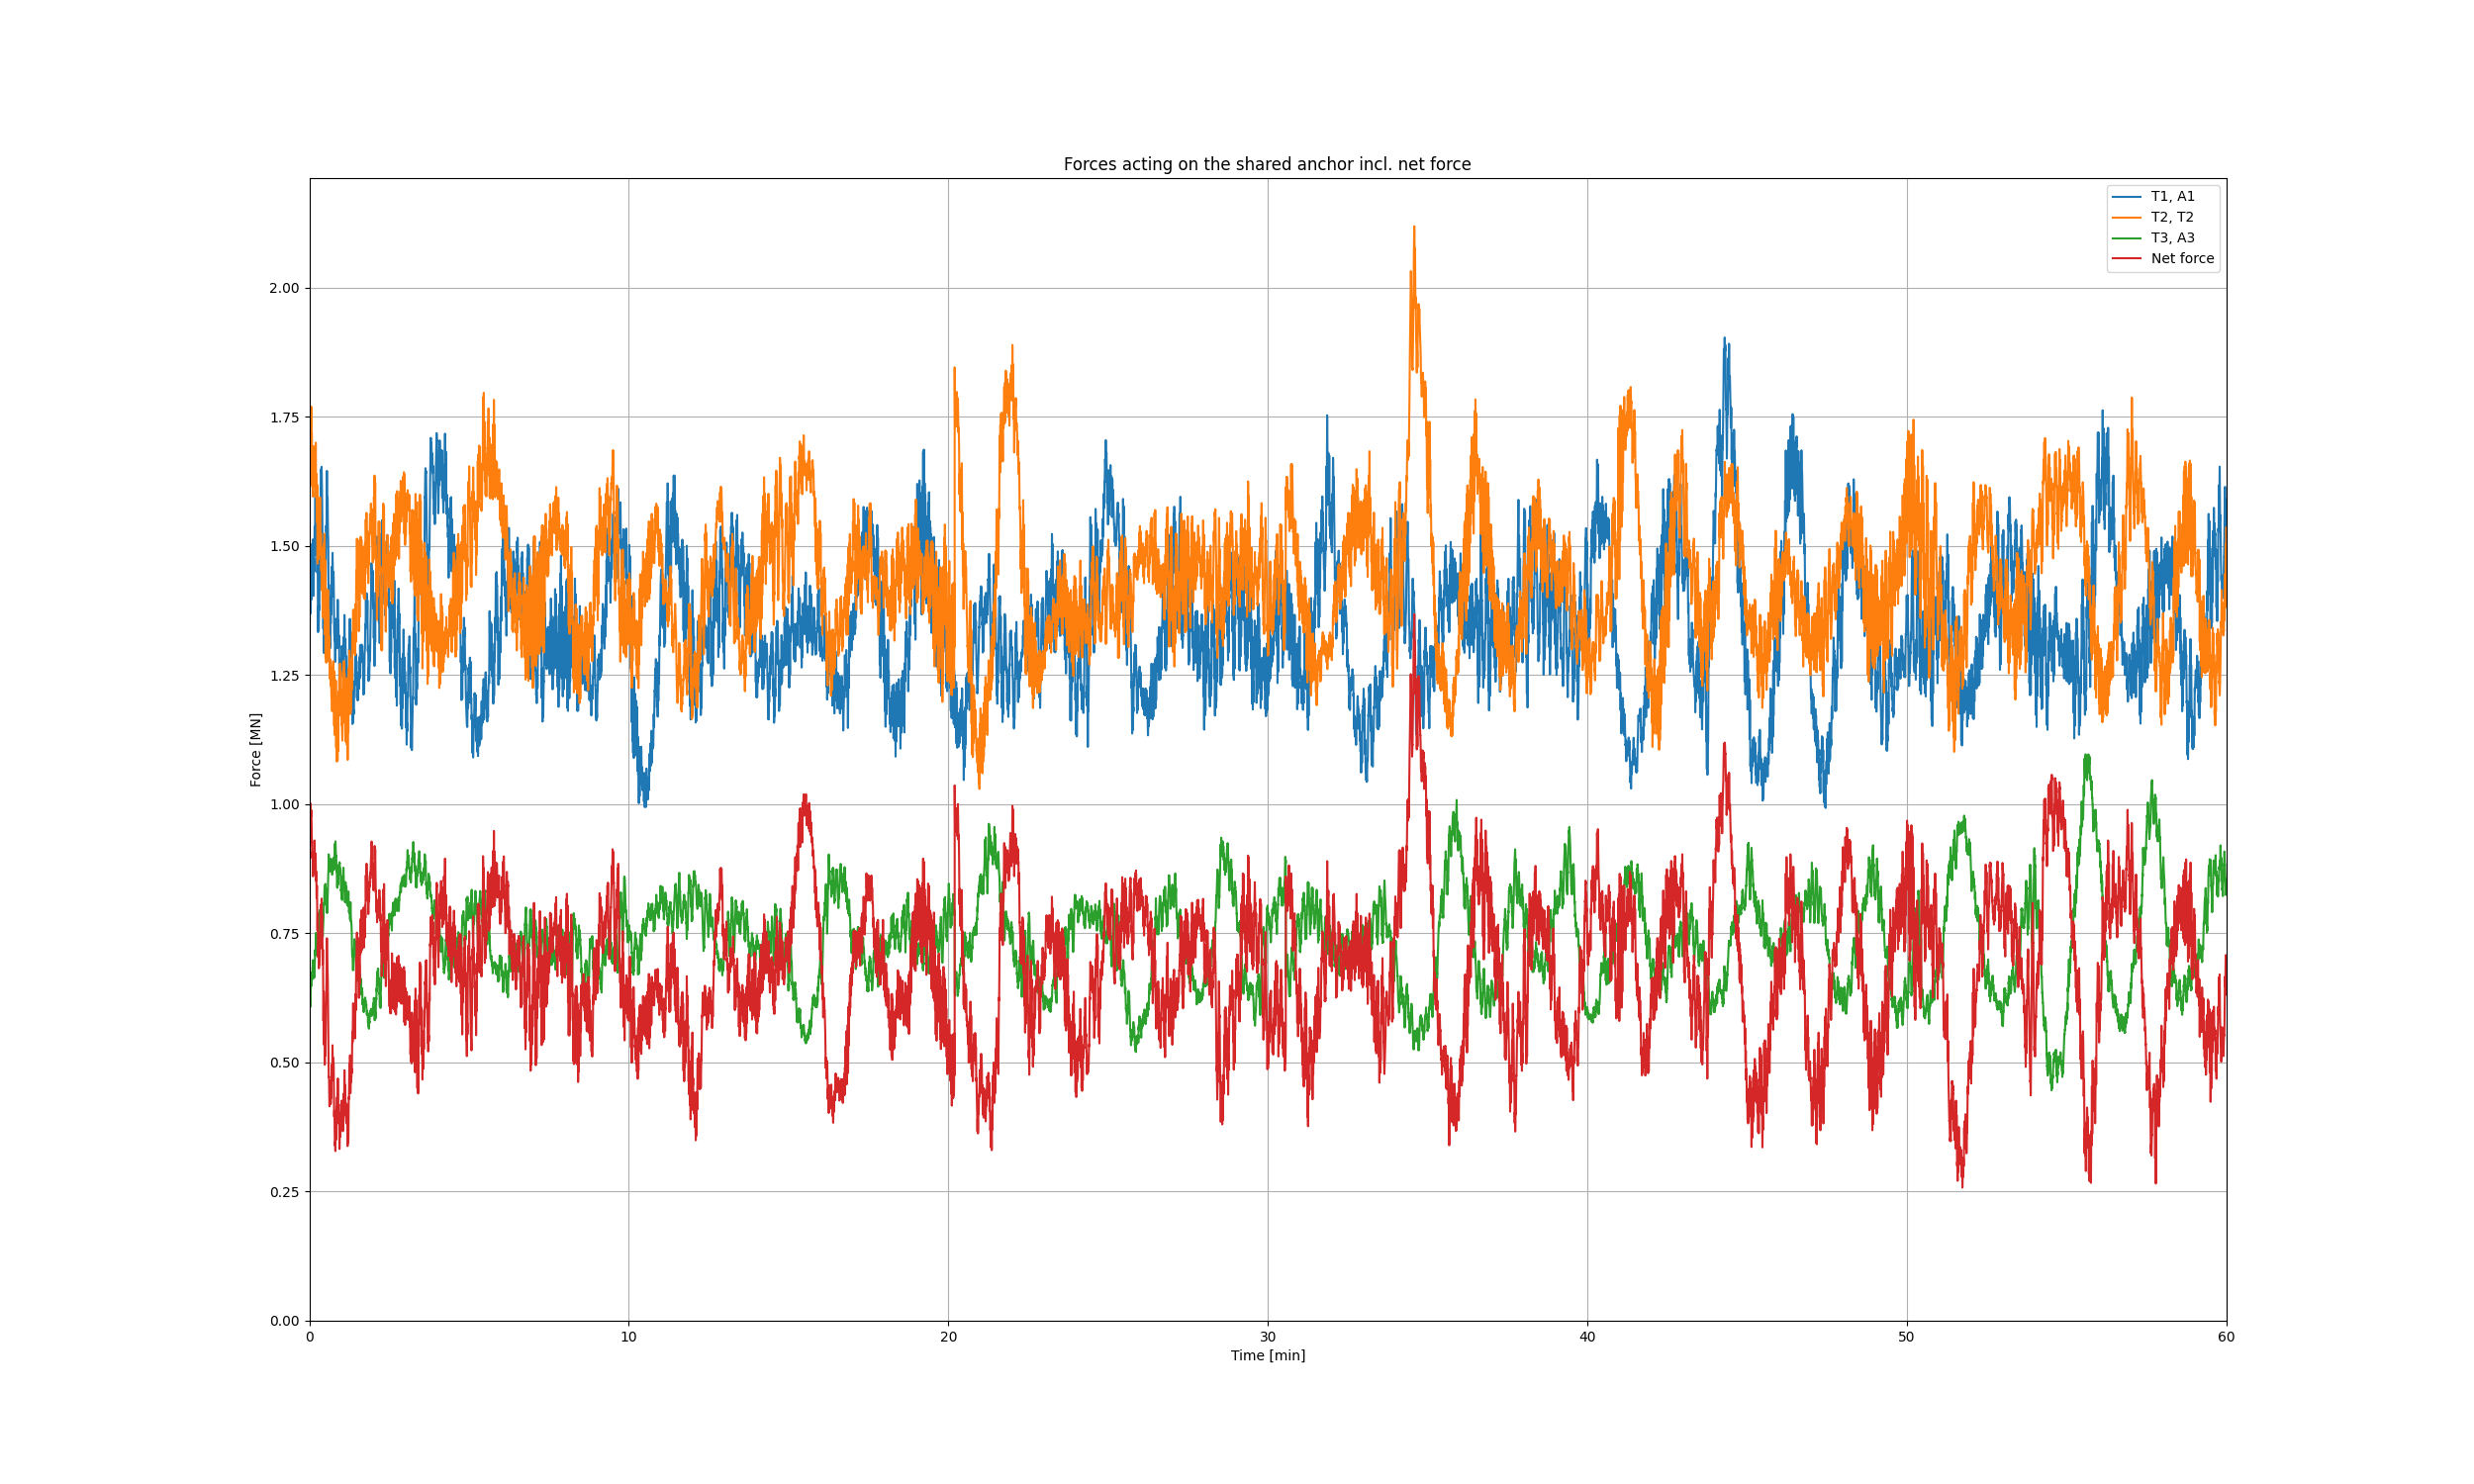 Forces acting on the shared anchor incl. net force
T1, A1
T2, T2
T3, A3
Net force
Force [MN]
2.00
1.75
1.50
1.25
1.00
0.75
0.50
0.25
0.00
0 10 20 30 40 50 60
Time [min]